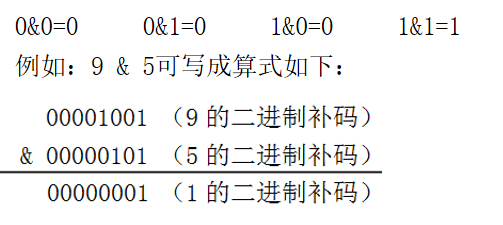 0&0=0 0&1=0 1&0=0 1&1=1
例如：9 & 5可写成算式如下：
00001001 （9 的二进制补码）
& 00000101 （5 的二进制补码）
00000001 （1 的二进制补码）